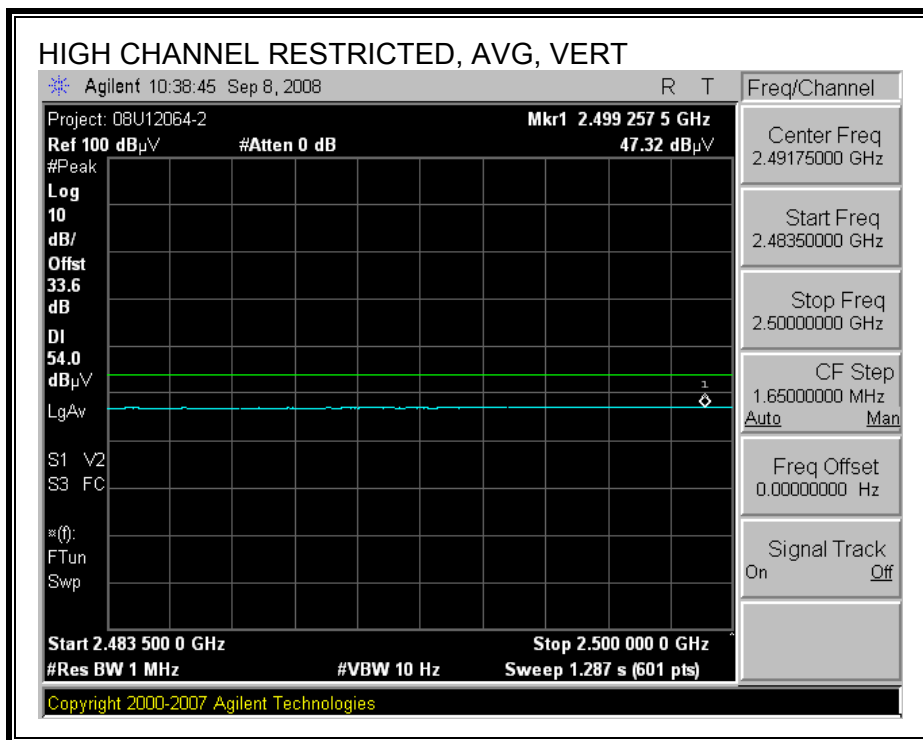 HIGH CHANNEL RESTRICTED, AVG, VERT
Agilent 10:38:45 Sep 8, 2008 R T
Freq/Channel
Project: 08U12064-2 Mkr1 2.499 257 5 GHz
Ref 100 dBµV #Atten 0 dB 47.32 dBµV
#Peak
Log
10
dB/
Offst
33.6
dB
DI
54.0
dBµV
LgAv
S1 V2
S3 FC
¤(f):
FTun
Swp
1
Start 2.483 500 0 GHz Stop 2.500 000 0 GHz
#Res BW 1 MHz #VBW 10 Hz Sweep 1.287 s (601 pts)
Center Freq
2.49175000 GHz
Start Freq
2.48350000 GHz
Stop Freq
2.50000000 GHz
CF Step
1.65000000 MHz
Auto Man
Freq Offset
0.00000000 Hz
Signal Track
On Off
Copyright 2000-2007 Agilent Technologies